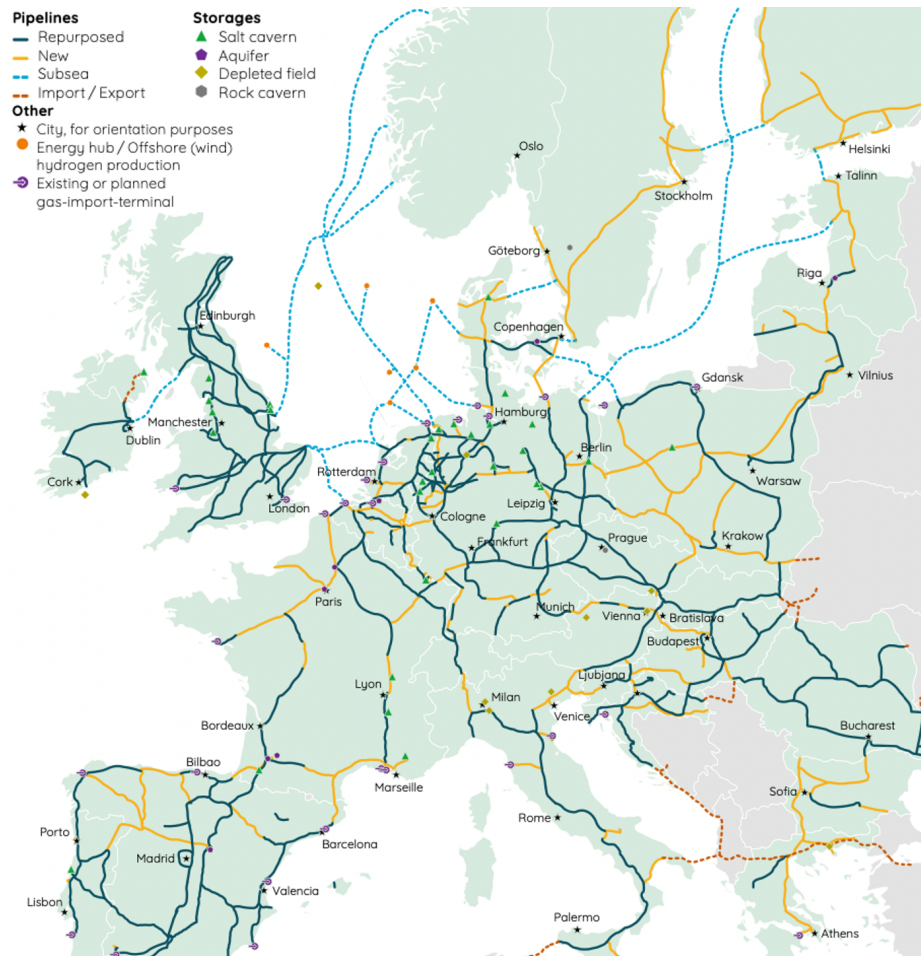 Pipelines
Repurposed
New
Subsea
Import / Export
Other
City, for orientation purposes
Energy hub / Offshore (wind)
hydrogen production
Existing or planned
gas-import-terminal
Storages
Salt cavern
Aquifer
Depleted field
Rock cavern
Oslo
Helsinki
Talinn
Stockholm
Göteborg
Riga
Edinburgh
Copenhagen
Vilnius
Gdansk
Hamburg
Manchester
Dublin
Berlin
Rotterdam
Warsaw
Cork
London
Leipzig
Cologne
Frankfurt
Prague
Krakow
Paris
Munich
Vienna
Bratislava
Budapest
Ljubjana
Lyon
Milan
Venice
Bordeaux
Bucharest
Bilbao
Marseille
Sofia
Rome
Porto
Barcelona
Madrid
Valencia
Lisbon
Palermo
Athens